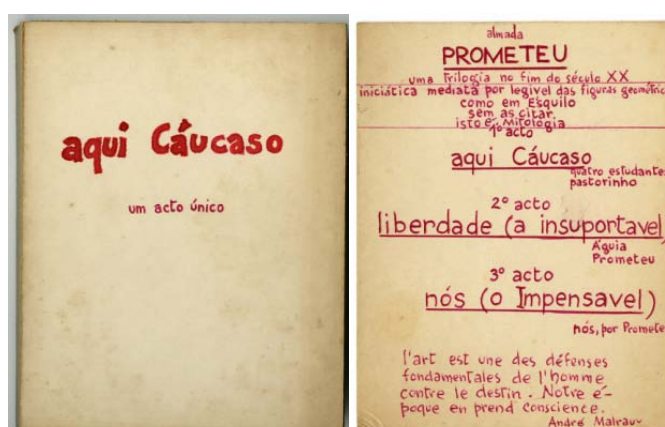 aqui Cáucaso
um acto único
almada
PROMETEU
uma trilogia no fim do século XX
iniciática mediata por legivel das figuras geométric
como em Esquilo
sem as citar.
isto é Mitologia
1º acto
aqui Cáucaso
quatro estudantes
pastorinho
2º acto
liberdade (a insuportavel)
Águia
Prometeu
3º acto
nós (o Impensavel)
nós, por Promete
l'art est une des défenses
fondamentales de l'homme
contre le destin. Notre é-
poque en prend conscience.
André Malraux